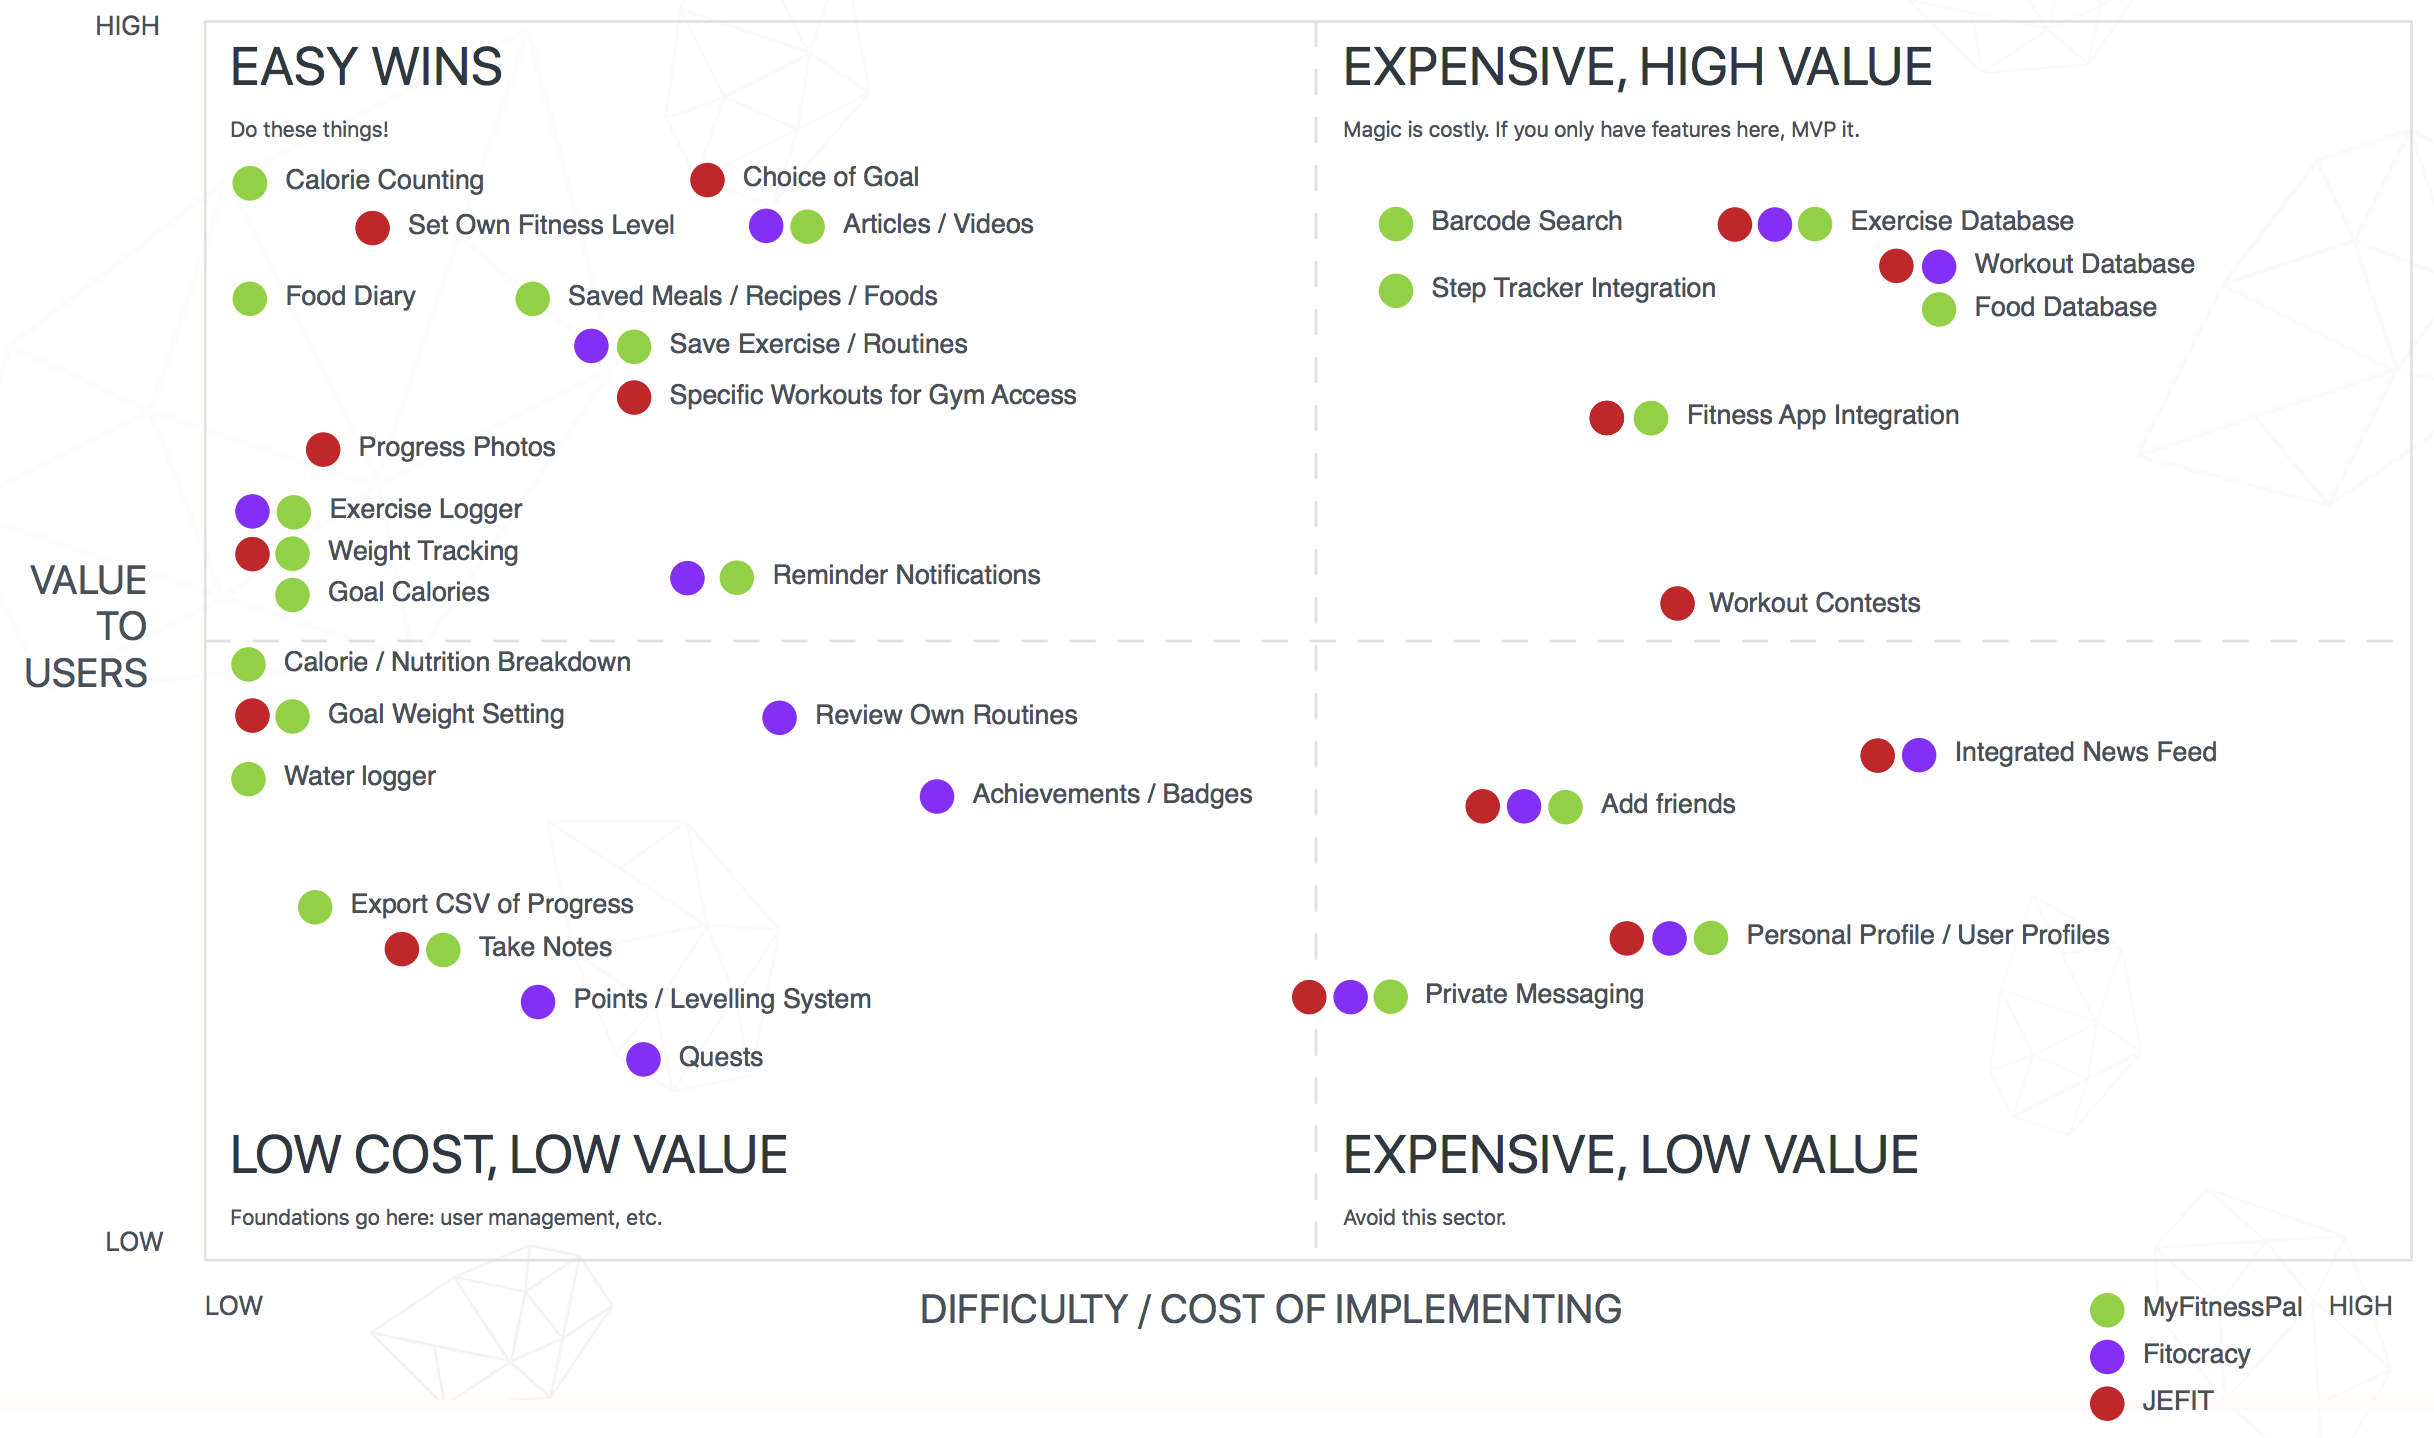 HIGH
EASY WINS
Do these things!
Calorie Counting
Choice of Goal
Set Own Fitness Level
Articles / Videos
Food Diary
Saved Meals / Recipes / Foods
Save Exercise / Routines
Specific Workouts for Gym Access
Progress Photos
Exercise Logger
Weight Tracking
Goal Calories
Reminder Notifications
EXPENSIVE, HIGH VALUE
Magic is costly. If you only have features here, MVP it.
Barcode Search
Exercise Database
Workout Database
Step Tracker Integration
Food Database
Fitness App Integration
Workout Contests
VALUE
TO
USERS
Calorie / Nutrition Breakdown
Goal Weight Setting
Review Own Routines
Water logger
Achievements / Badges
Export CSV of Progress
Take Notes
Points / Levelling System
Quests
LOW COST, LOW VALUE
Foundations go here: user management, etc.
Integrated News Feed
Add friends
Personal Profile / User Profiles
Private Messaging
EXPENSIVE, LOW VALUE
Avoid this sector.
LOW
LOW
DIFFICULTY / COST OF IMPLEMENTING
HIGH
MyFitnessPal
Fitocracy
JEFIT